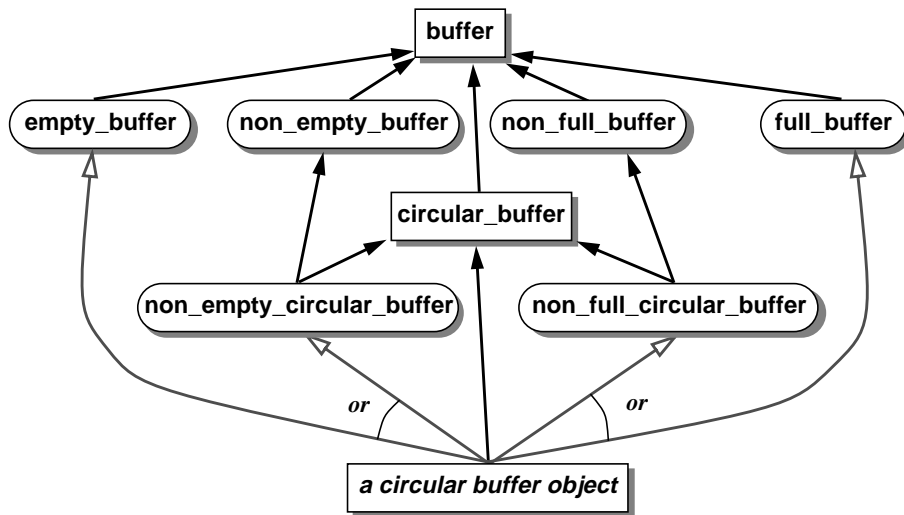 buffer
empty_buffer
non_empty_buffer
non_full_buffer
full_buffer
circular_buffer
non_empty_circular_buffer
non_full_circular_buffer
or
or
a circular buffer object